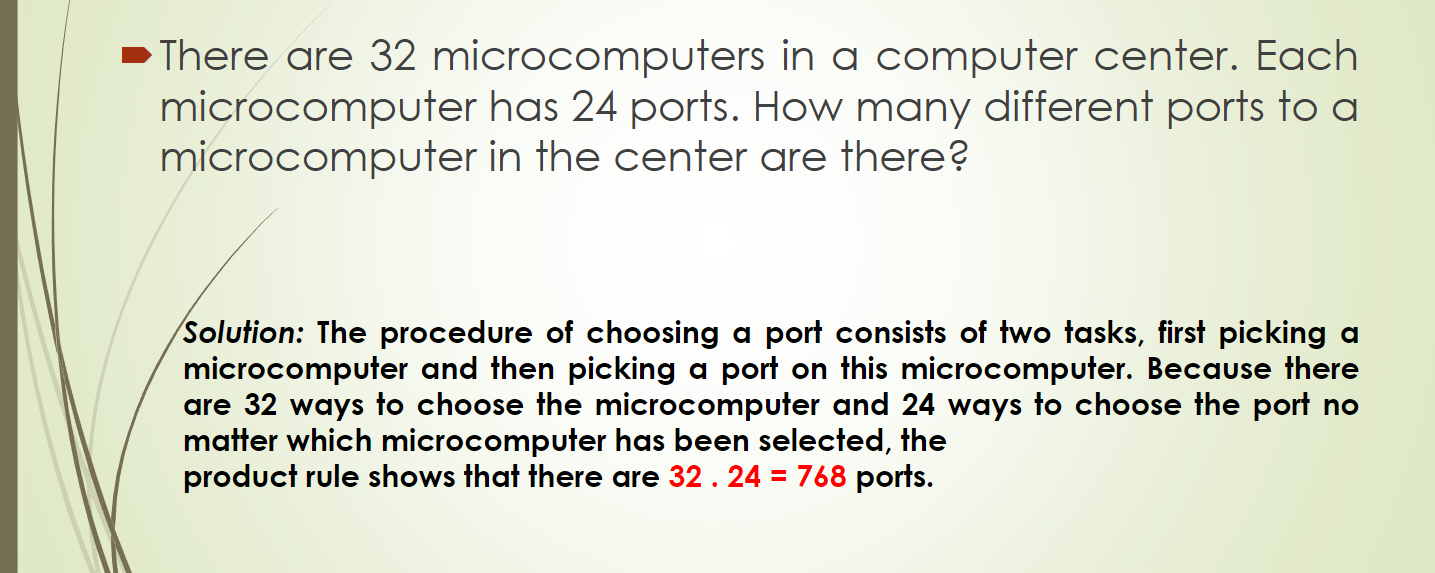 There are 32 microcomputers in a computer center. Each
microcomputer has 24 ports. How many different ports to a
microcomputer in the center are there?
Solution: The procedure of choosing a port consists of two tasks, first picking a
microcomputer and then picking a port on this microcomputer. Because there
are 32 ways to choose the microcomputer and 24 ways to choose the port no
matter which microcomputer has been selected, the
product rule shows that there are 32 . 24 = 768 ports.